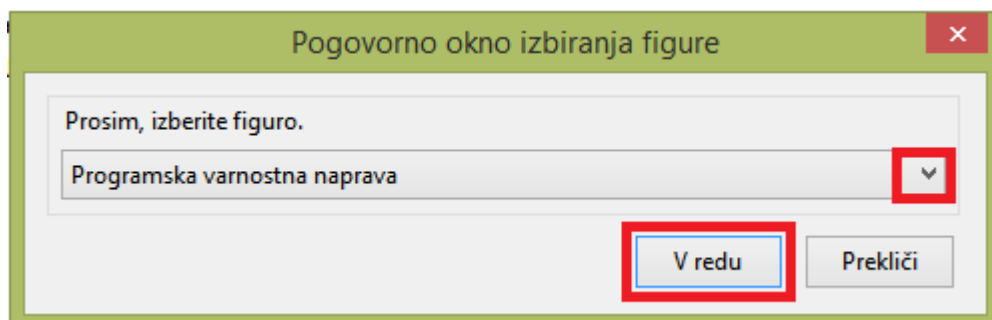 Pogovorno okno izbiranja figure
Prosim, izberite figuro.
Programska varnostna naprava
V redu
Prekliči